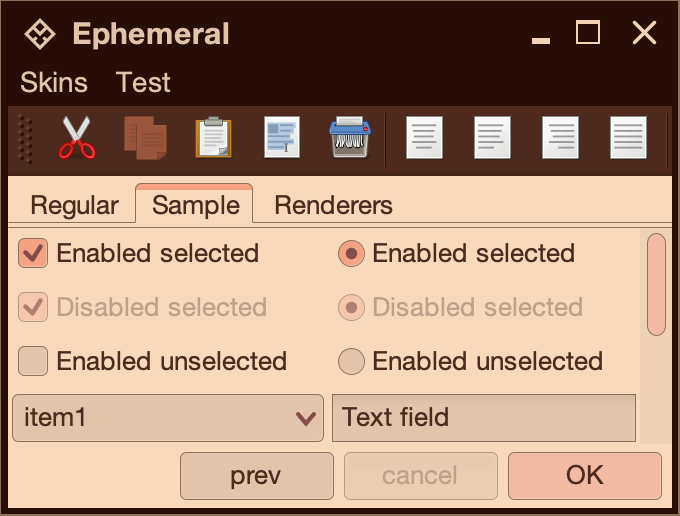 Ephemeral
Skins Test
Regular Sample Renderers
Enabled selected Enabled selected
Disabled selected Disabled selected
Enabled unselected Enabled unselected
item1 Text field
prev cancel OK